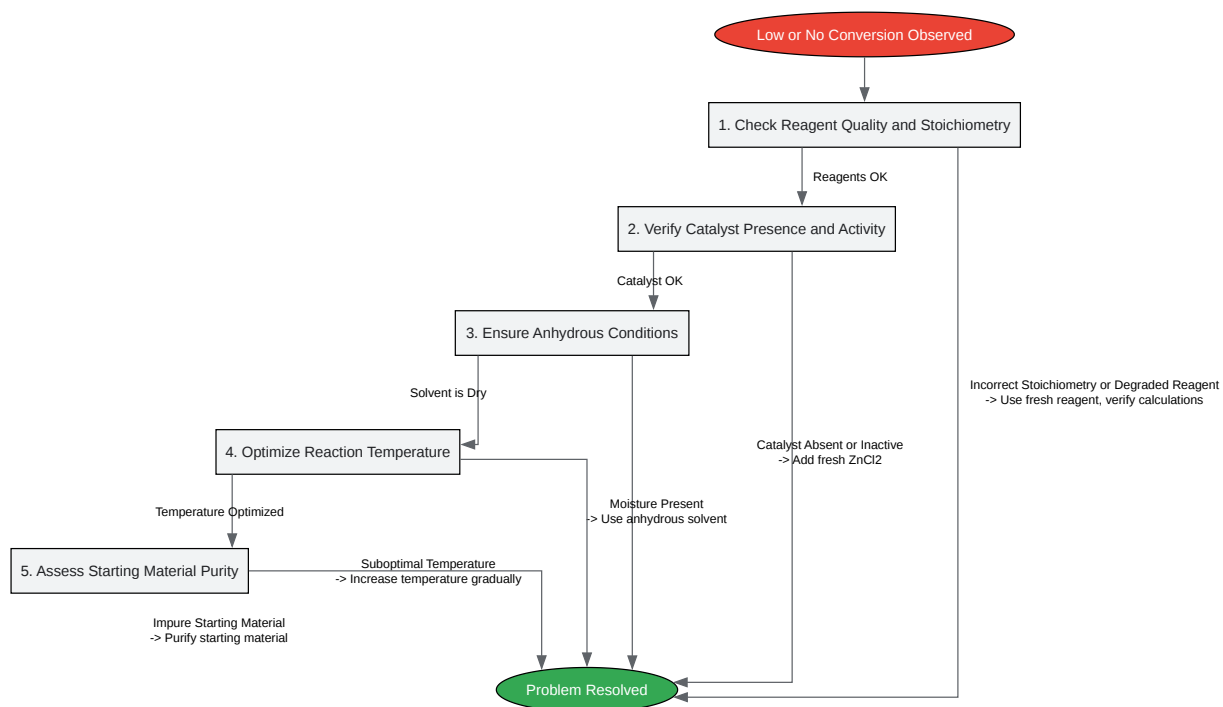 Low or No Conversion Observed
1. Check Reagent Quality and Stoichiometry
Reagents OK
2. Verify Catalyst Presence and Activity
Catalyst OK
3. Ensure Anhydrous Conditions
Solvent is Dry
Incorrect Stoichiometry or Degraded Reagent
-> Use fresh reagent, verify calculations
4. Optimize Reaction Temperature
Catalyst Absent or Inactive
-> Add fresh ZnCl2
Temperature Optimized
Moisture Present
-> Use anhydrous solvent
5. Assess Starting Material Purity
Suboptimal Temperature
-> Increase temperature gradually
Impure Starting Material
-> Purify starting material
Problem Resolved